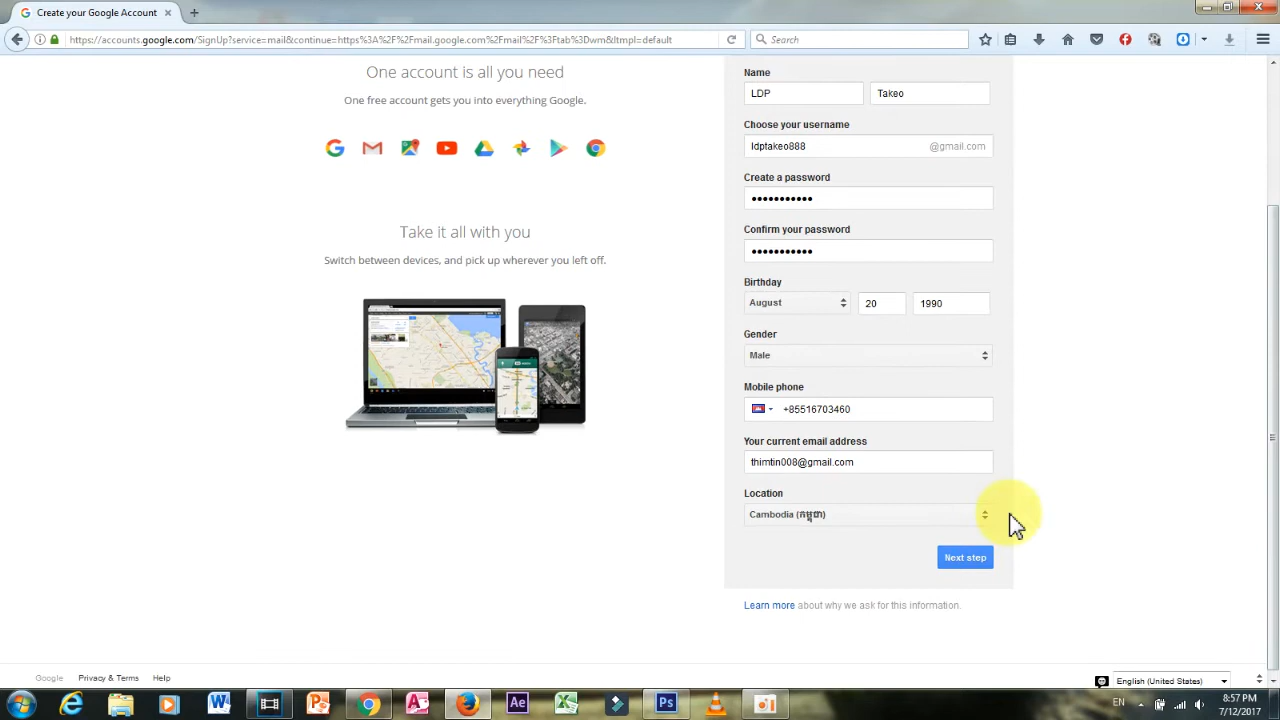 Create your Google Account
https://accounts.google.com/SignUp?service=mail&continue=https%3A%2F%2Fmail.google.com%2Fmail%2F%3Ftab%3Dwm&ltmpl=default
Search
One account is all you need
One free account gets you into everything Google.
Take it all with you
Switch between devices, and pick up wherever you left off.
Name
LDP Takeo
Choose your username
ldptakeo888 @gmail.com
Create a password
•••••••••••
Confirm your password
•••••••••••
Birthday
August 20 1990
Gender
Male
Mobile phone
+85516703460
Your current email address
thimtin008@gmail.com
Location
Cambodia (កម្ពុជា)
Next step
Learn more about why we ask for this information.
Google Privacy & Terms Help
English (United States)
EN
6:57 PM
7/12/2017